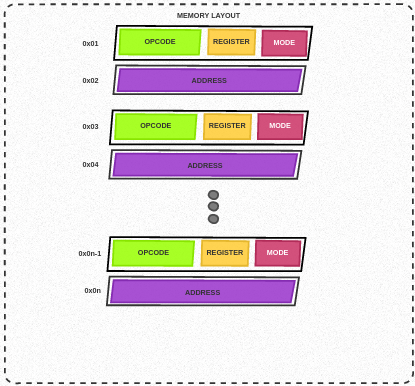 MEMORY LAYOUT
0x01 OPCODE REGISTER MODE
0x02 ADDRESS
0x03 OPCODE REGISTER MODE
0x04 ADDRESS
0x0n-1 OPCODE REGISTER MODE
0x0n ADDRESS